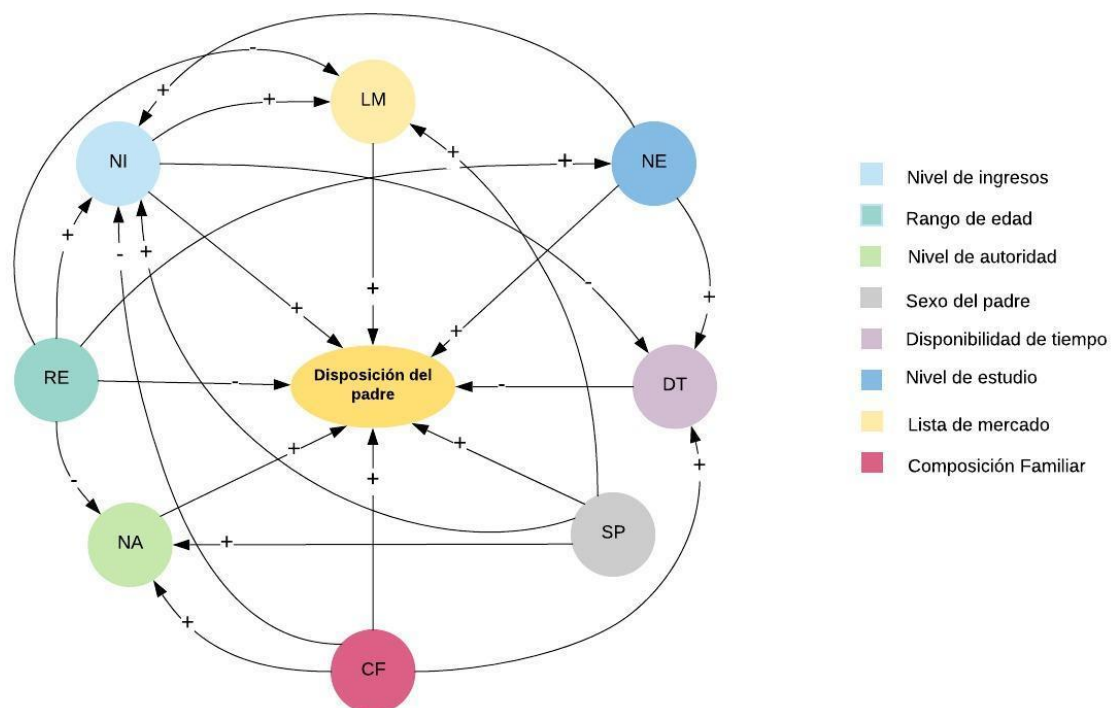 -
+
LM
+
+
NI
+
NE
+
+
-
-
+
+
+
+
+
RE
-
Disposición del
padre
-
DT
+
+
-
+
+
NA
+
SP
+
CF
Nivel de ingresos
Rango de edad
Nivel de autoridad
Sexo del padre
Disponibilidad de tiempo
Nivel de estudio
Lista de mercado
Composición Familiar